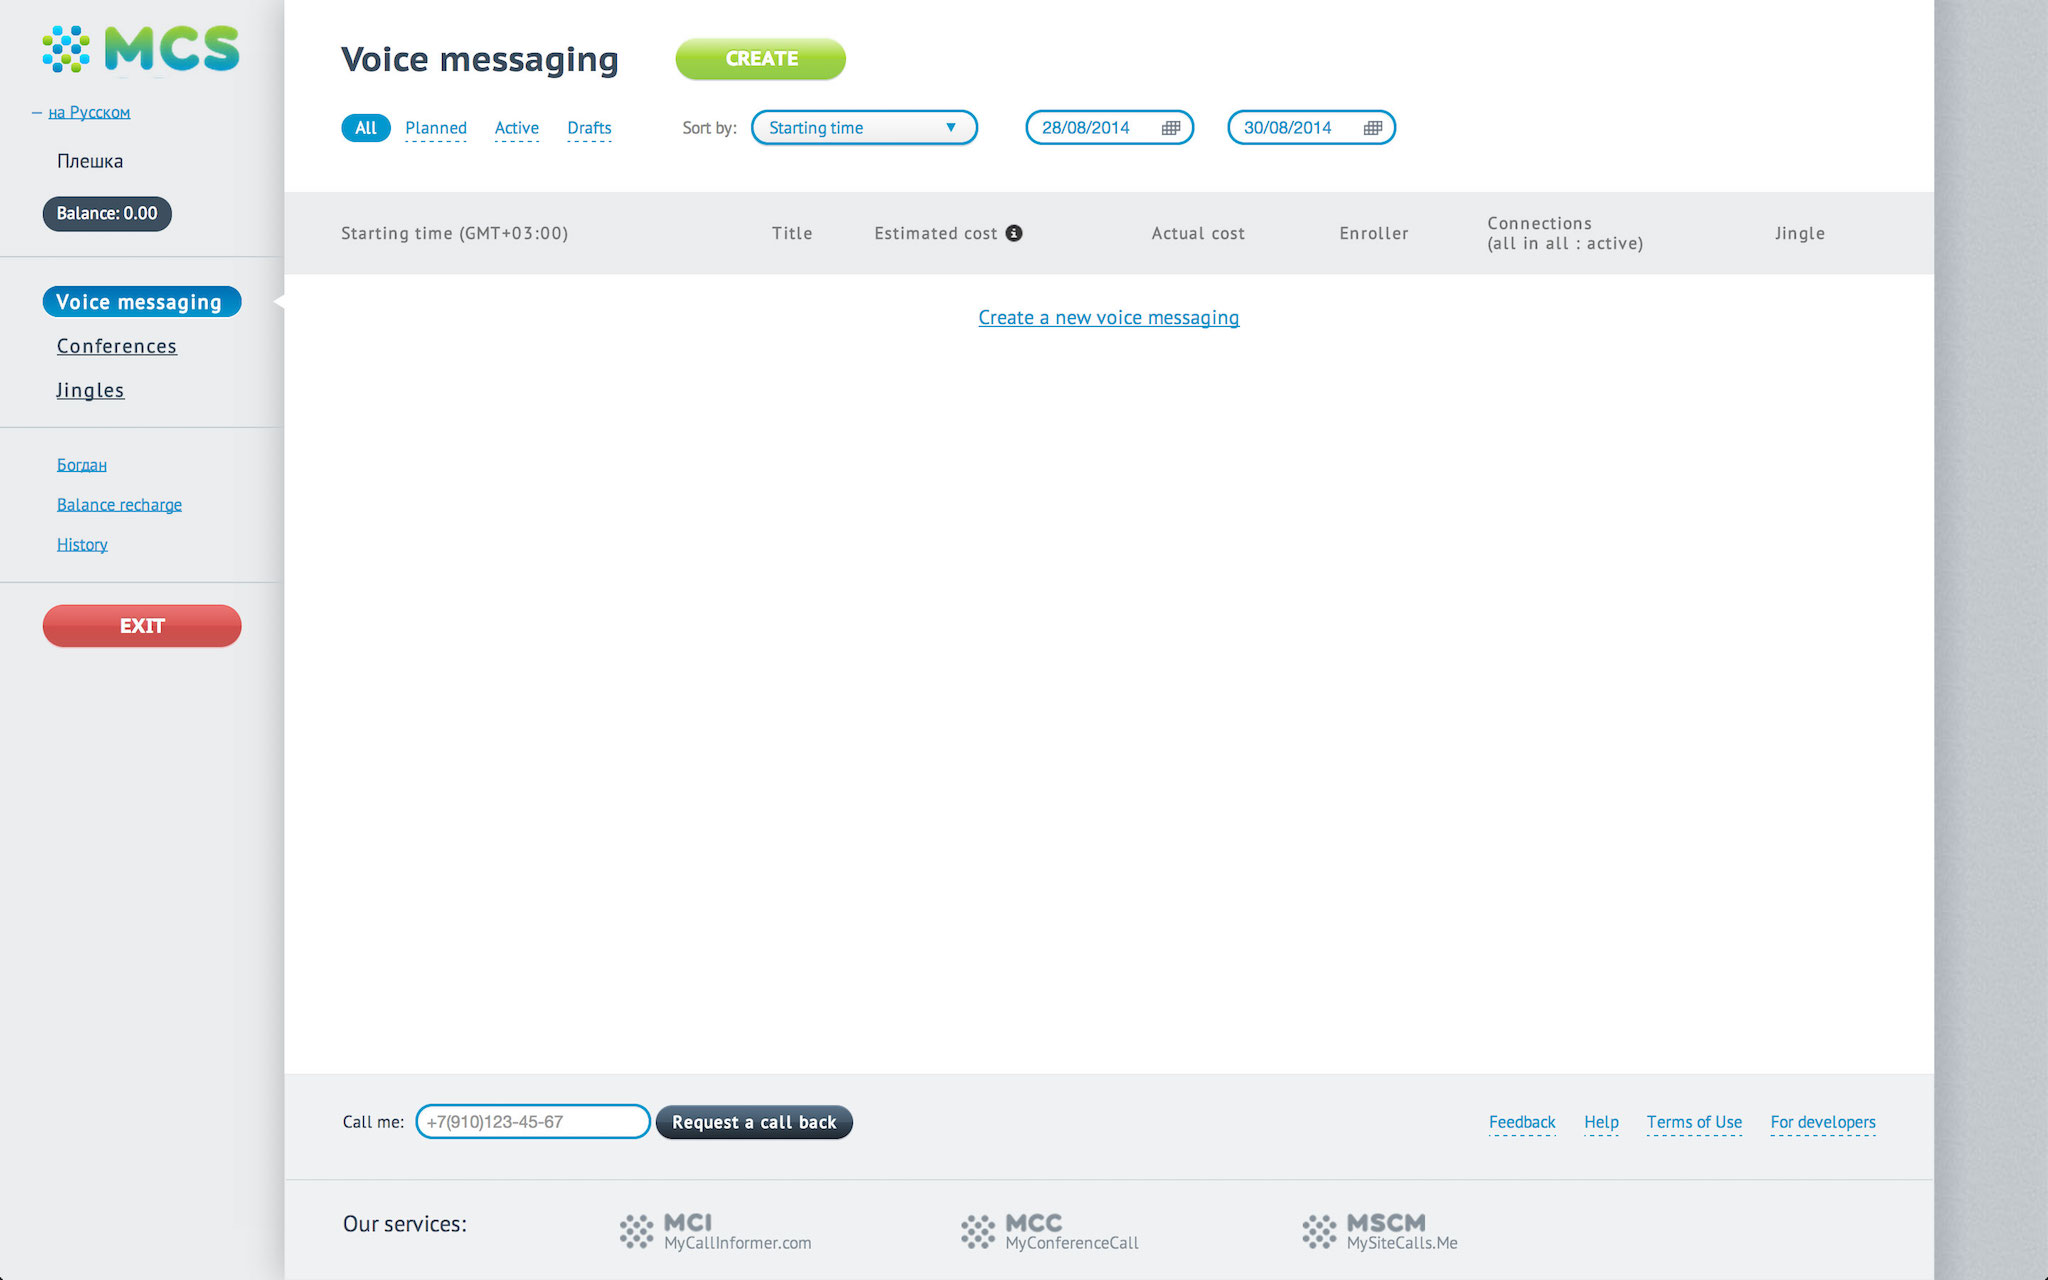 MCS
— на Русском
Плешка
Balance: 0.00
Voice messaging
Conferences
Jingles
Богдан
Balance recharge
History
EXIT
Voice messaging
CREATE
All Planned Active Drafts
Sort by: Starting time ▼
28/08/2014
30/08/2014
Starting time (GMT+03:00)
Title
Estimated cost
Actual cost
Enroller
Connections
(all in all : active)
Jingle
Create a new voice messaging
Call me: +7(910)123-45-67 Request a call back
Feedback Help Terms of Use For developers
Our services:
MCI
MyCallInformer.com
MCC
MyConferenceCall
MSCM
MySiteCalls.Me